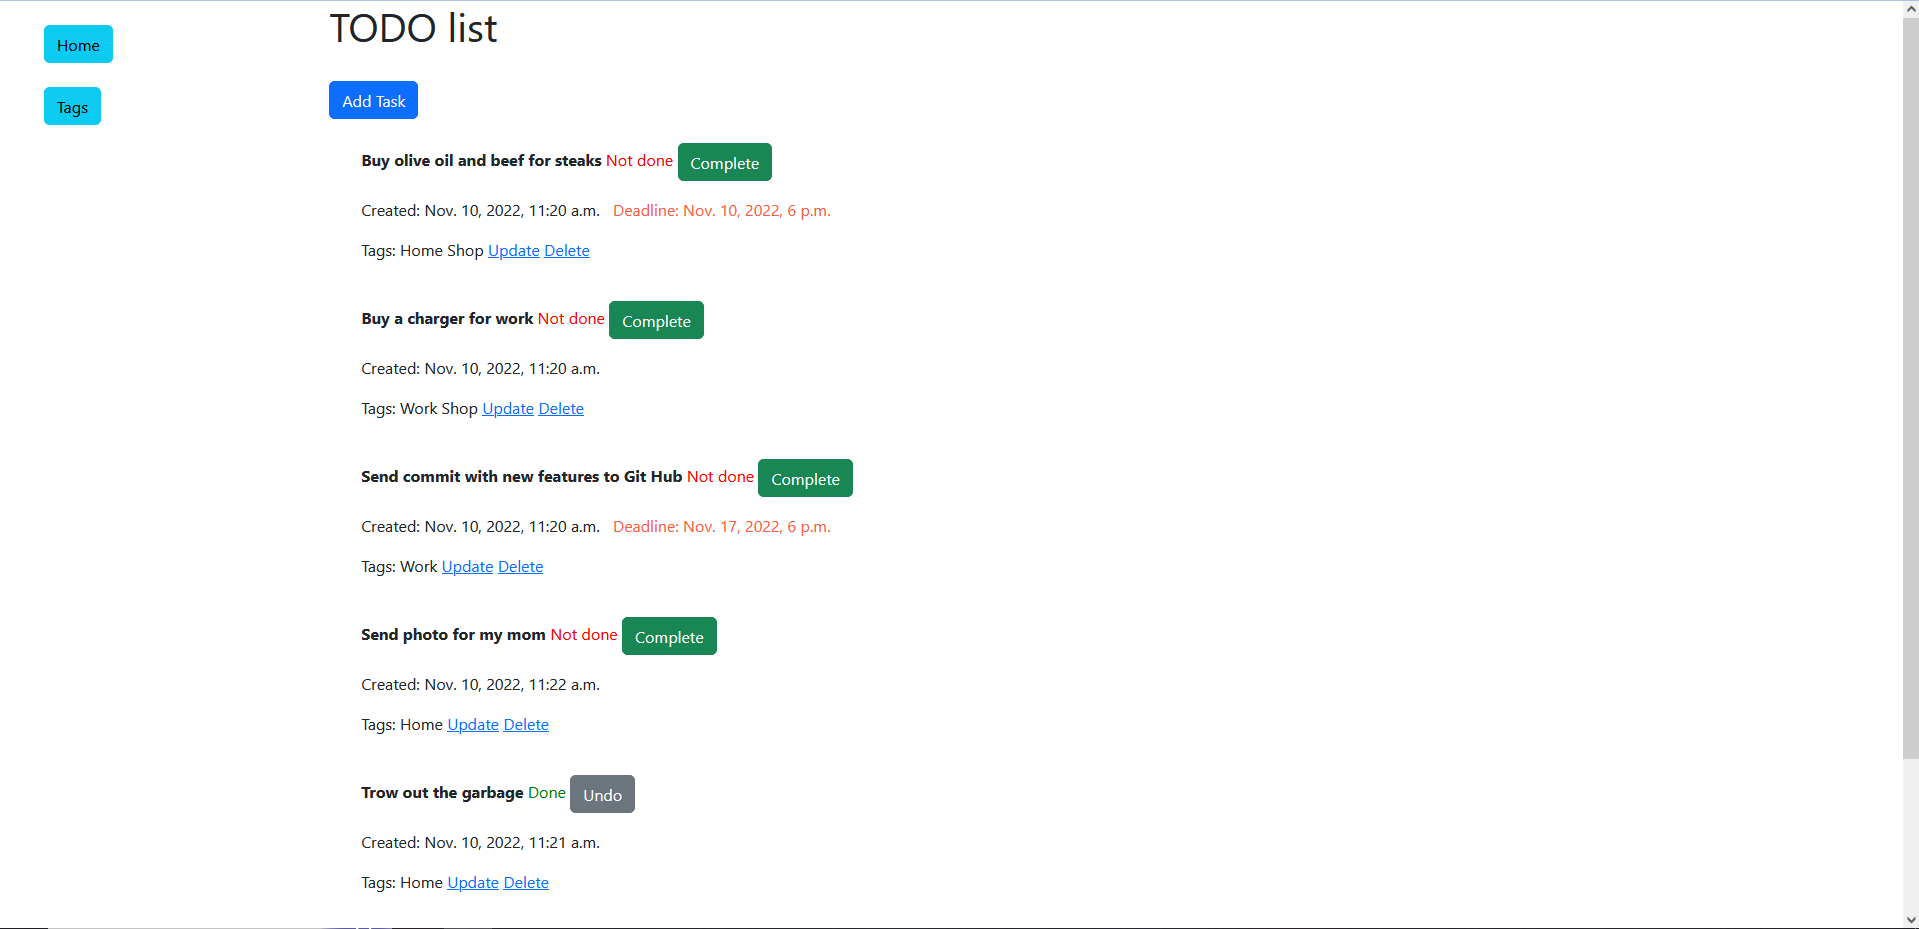 Home
Tags
TODO list
Add Task
Buy olive oil and beef for steaks Not done Complete
Created: Nov. 10, 2022, 11:20 a.m. Deadline: Nov. 10, 2022, 6 p.m.
Tags: Home Shop Update Delete
Buy a charger for work Not done Complete
Created: Nov. 10, 2022, 11:20 a.m.
Tags: Work Shop Update Delete
Send commit with new features to Git Hub Not done Complete
Created: Nov. 10, 2022, 11:20 a.m. Deadline: Nov. 17, 2022, 6 p.m.
Tags: Work Update Delete
Send photo for my mom Not done Complete
Created: Nov. 10, 2022, 11:22 a.m.
Tags: Home Update Delete
Trow out the garbage Done Undo
Created: Nov. 10, 2022, 11:21 a.m.
Tags: Home Update Delete